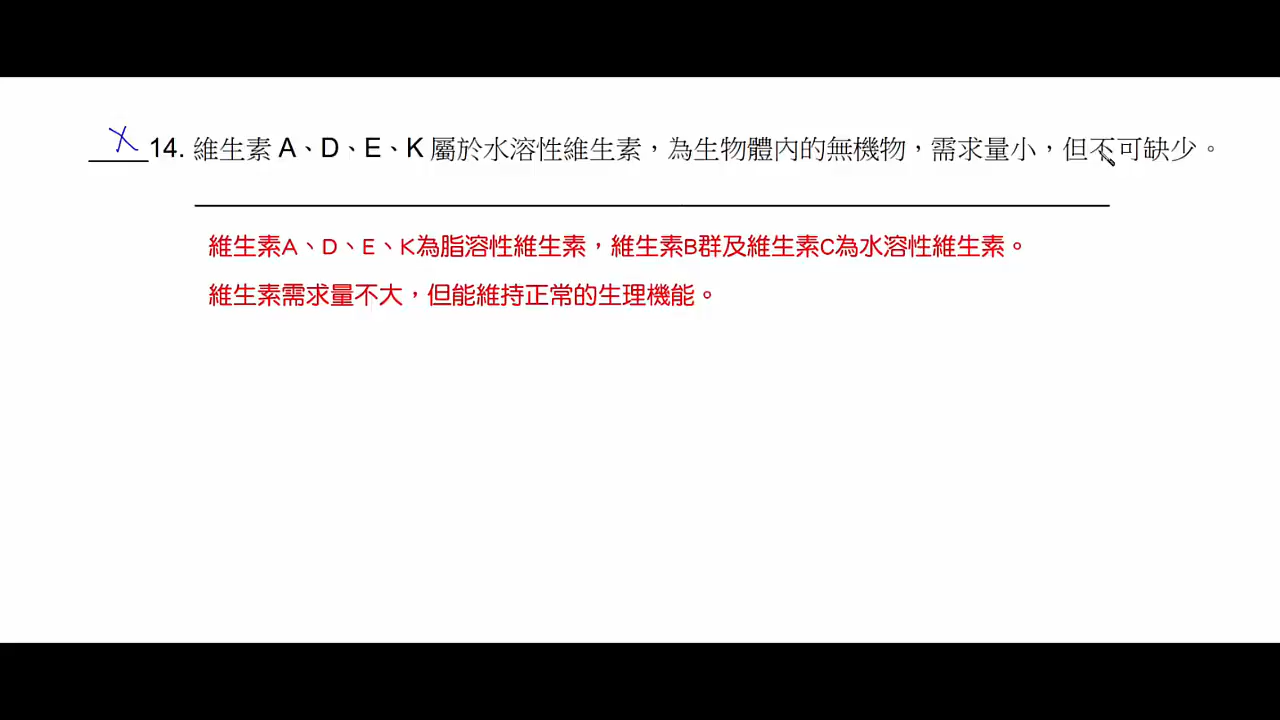 X 14. 維生素 A、D、E、K 屬於水溶性維生素，為生物體內的無機物，需求量小，但不可缺少。
維生素A、D、E、K為脂溶性維生素，維生素B群及維生素C為水溶性維生素。
維生素需求量不大，但能維持正常的生理機能。